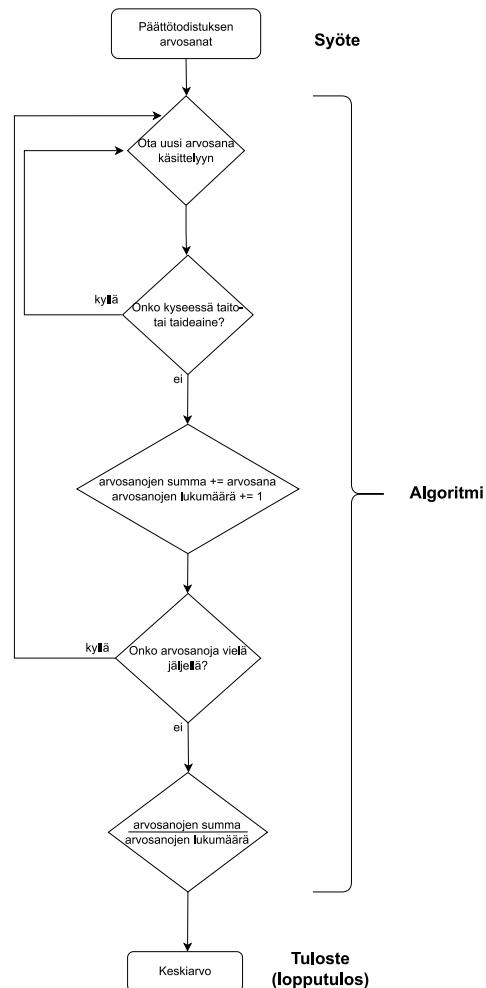 Päättötodistuksen
arvosanat
Syöte
Ota uusi arvosana
käsittelyyn
kyllä
Onko kyseessä taito-
tai taideaine?
ei
arvosanojen summa += arvosana
arvosanojen lukumäärä += 1
Algoritmi
kyllä
Onko arvosanoja vielä
jäljellä?
ei
arvosanojen summa
arvosanojen lukumäärä
Keskiarvo
Tuloste
(lopputulos)